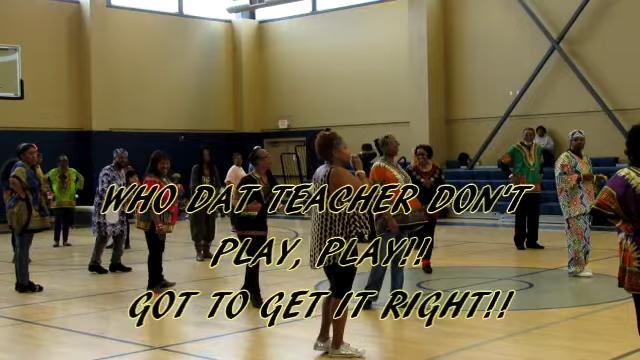 WHO DAT TEACHER DON'T
PLAY, PLAY!!
GOT TO GET IT RIGHT!!